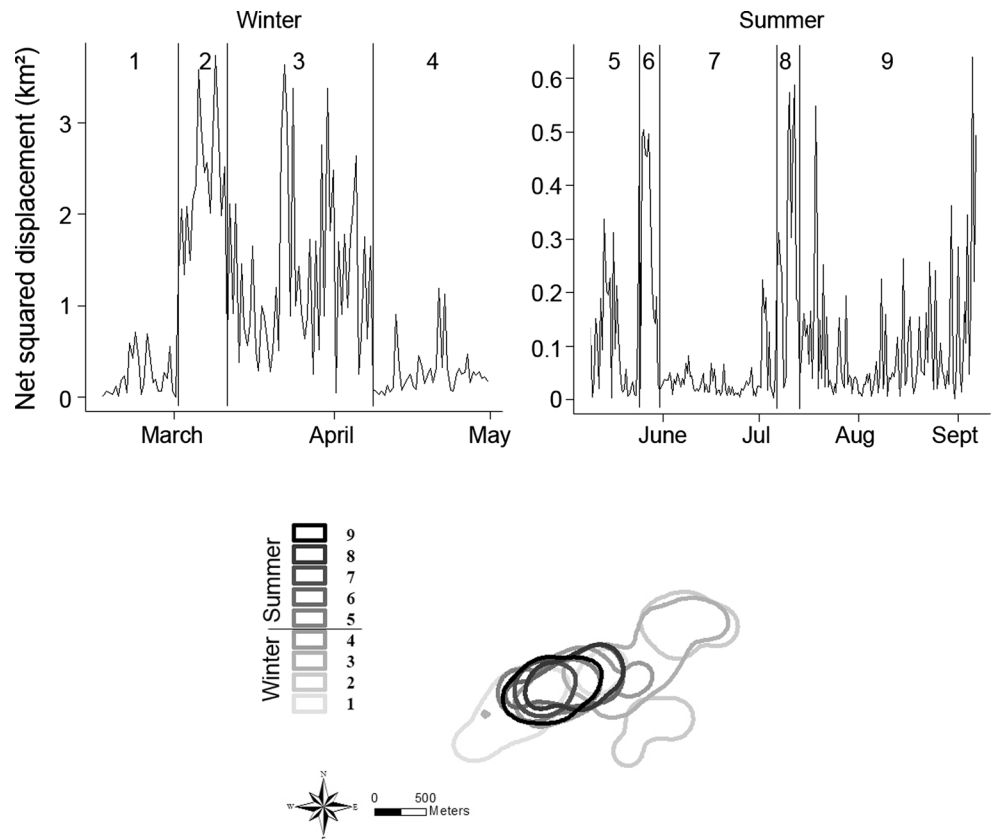 Winter
Summer
Net squared displacement (km²)
1 2 3 4
3
2
1
0
March April May
5 6 7 8 9
0.6
0.5
0.4
0.3
0.2
0.1
0
June Jul Aug Sept
Summer
Winter
9
8
7
6
5
4
3
2
1
N
W E
S
0 500
Meters